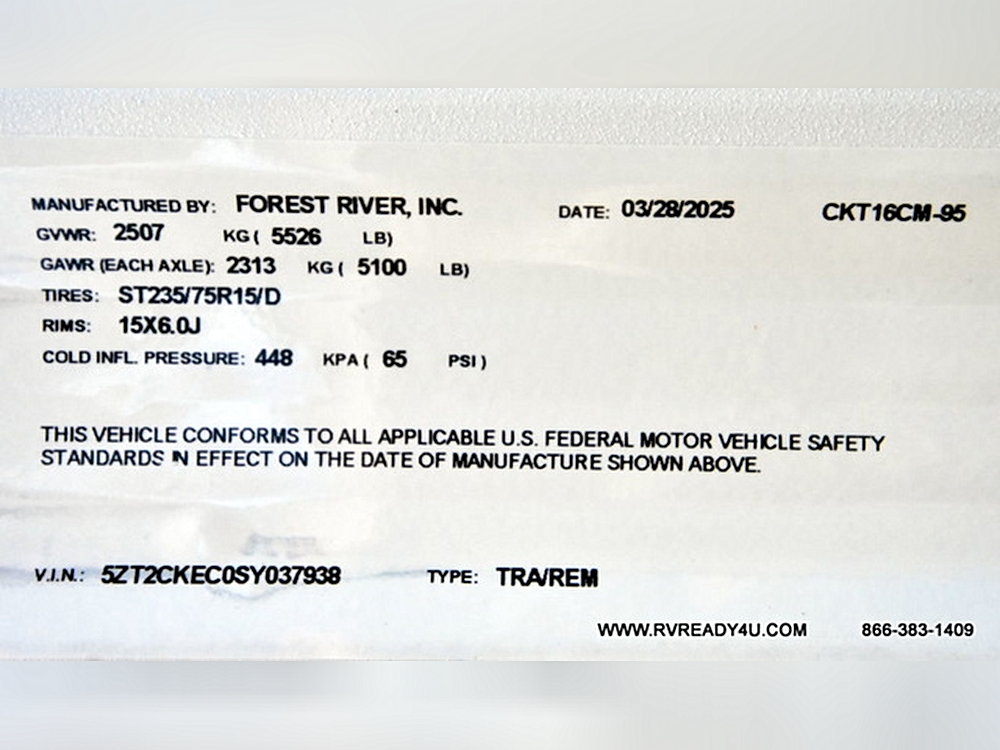 MANUFACTURED BY: FOREST RIVER, INC. DATE: 03/28/2025 CKT16CM-95
GVWR: 2507 KG ( 5526 LB)
GAWR (EACH AXLE): 2313 KG ( 5100 LB)
TIRES: ST235/75R15/D
RIMS: 15X6.0J
COLD INFL. PRESSURE: 448 KPA ( 65 PSI )
THIS VEHICLE CONFORMS TO ALL APPLICABLE U.S. FEDERAL MOTOR VEHICLE SAFETY
STANDARDS IN EFFECT ON THE DATE OF MANUFACTURE SHOWN ABOVE.
V.I.N.: 5ZT2CKEC0SY037938 TYPE: TRA/REM
WWW.RVREADY4U.COM 866-383-1409